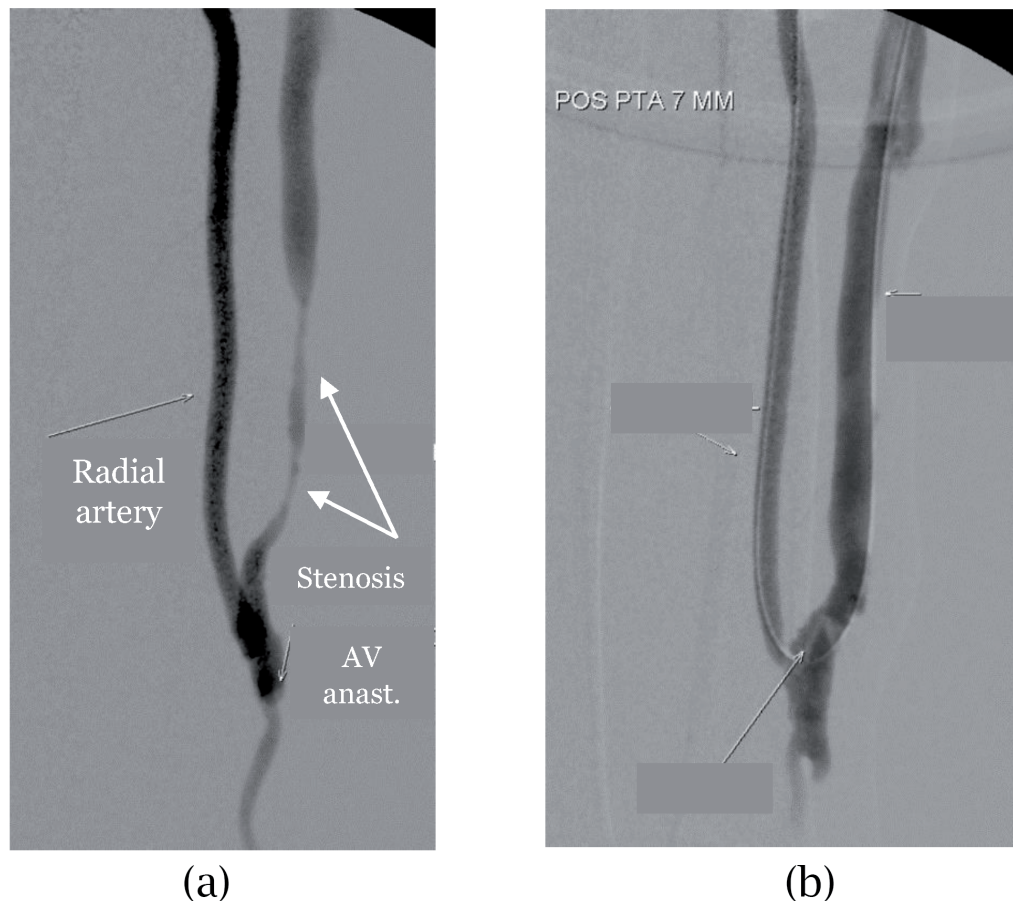 Radial
artery
Stenosis
AV
anast.
POS PTA 7 MM
(a)
(b)